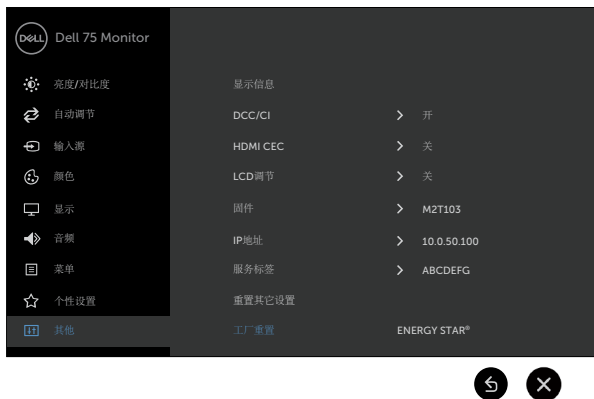 DELL Dell 75 Monitor
亮度/对比度
自动调节
输入源
颜色
显示
音频
菜单
个性设置
其他
显示信息
DCC/CI > 开
HDMI CEC > 关
LCD调节 > 关
固件 > M2T103
IP地址 > 10.0.50.100
服务标签 > ABCDEFG
重置其它设置
工厂重置 ENERGY STAR®